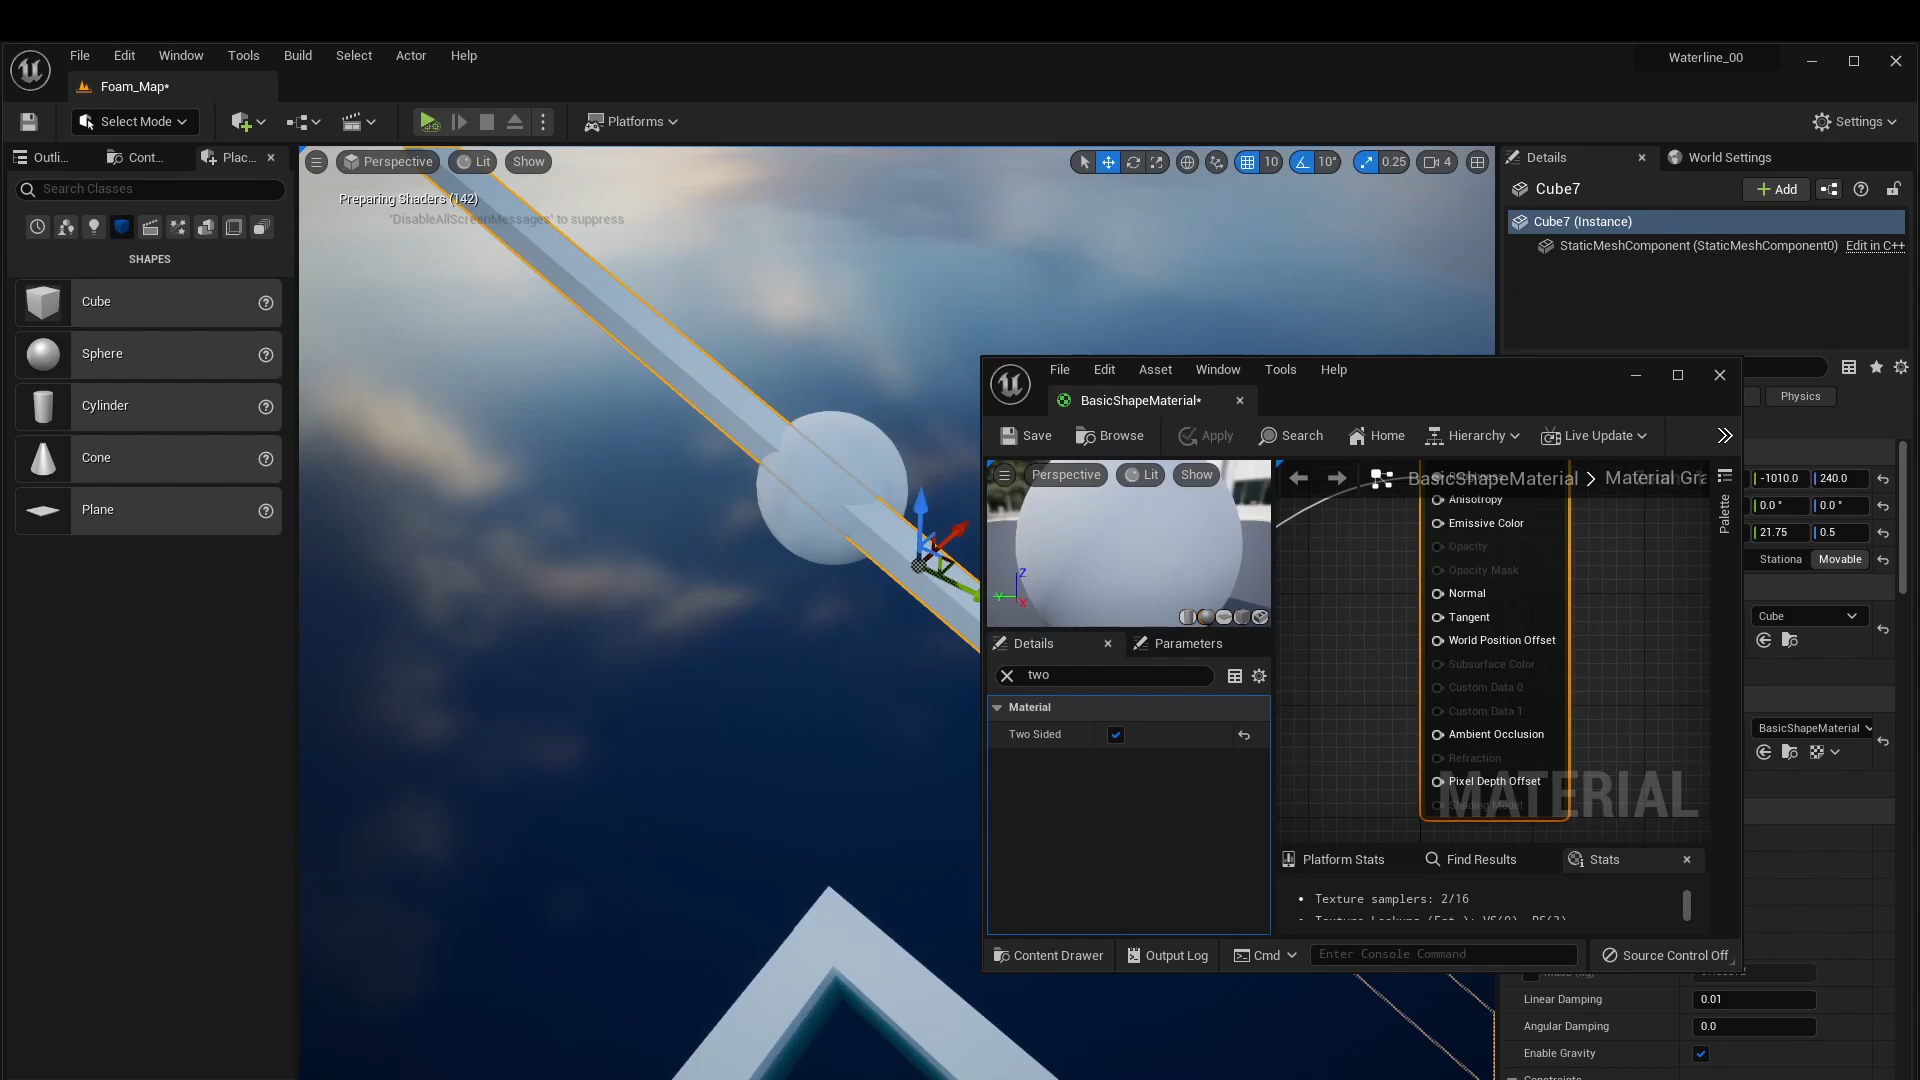 File Edit Window Tools Build Select Actor Help
Waterline_00
Foam_Map*
Select Mode
Platforms
Settings
Outli...
Cont...
Plac...
Search Classes
SHAPES
Cube
Sphere
Cylinder
Cone
Plane
Perspective
Lit
Show
10
10°
0.25
4
Preparing Shaders (142)
'DisableAllScreenMessages' to suppress
Details
World Settings
Cube7
Add
Cube7 (Instance)
StaticMeshComponent (StaticMeshComponent0) Edit in C++
Physics
-1010.0 240.0
0.0 ° 0.0 °
21.75 0.5
Stationa Movable
Cube
BasicShapeMaterial
Linear Damping 0.01
Angular Damping 0.0
Enable Gravity
Constraints
File Edit Asset Window Tools Help
BasicShapeMaterial*
Save
Browse
Apply
Search
Home
Hierarchy
Live Update
Perspective
Lit
Show
Z
Y
X
BasicShapeMaterial > Material Gra
Palette
Anisotropy
Emissive Color
Opacity
Opacity Mask
Normal
Tangent
World Position Offset
Subsurface Color
Custom Data 0
Custom Data 1
Ambient Occlusion
Refraction
Pixel Depth Offset
Shading Model
MATERIAL
Details
Parameters
two
Material
Two Sided
Platform Stats
Find Results
Stats
Texture samplers: 2/16
Content Drawer
Output Log
Cmd
Enter Console Command
Source Control Off